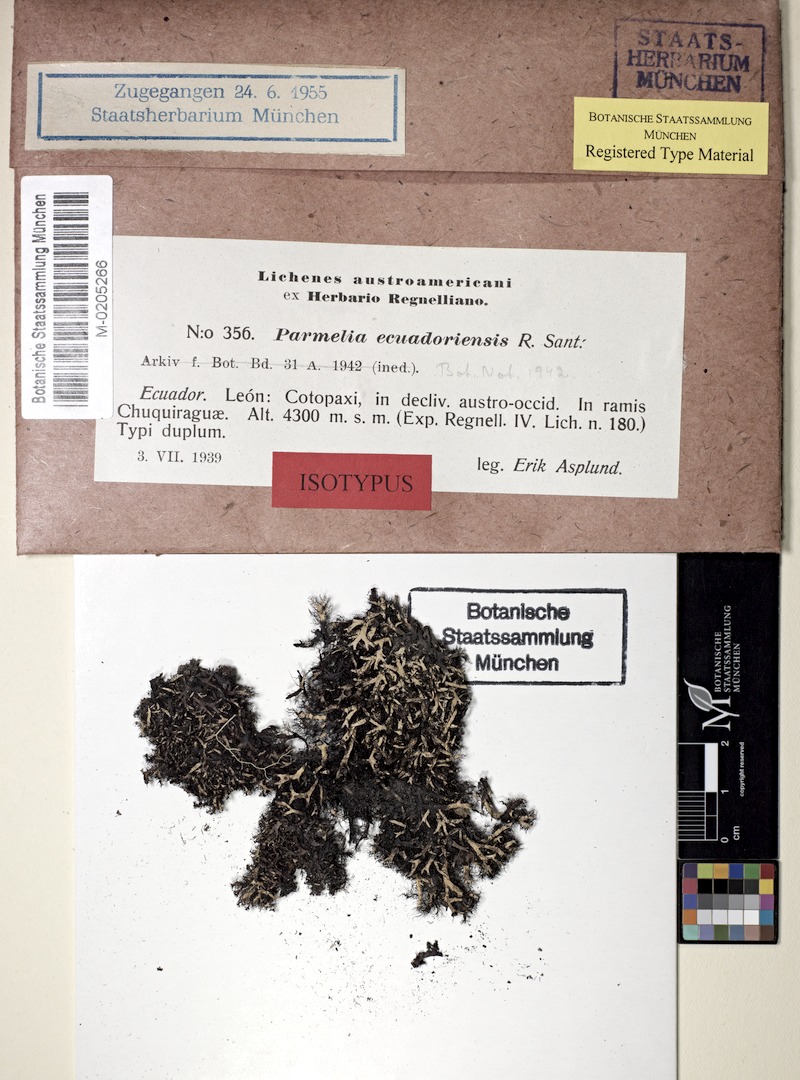 STAATS-
HERBARIUM
MÜNCHEN
Zugegangen 24. 6. 1955
Staatsherbarium München
BOTANISCHE STAATSSAMMLUNG
MÜNCHEN
Registered Type Material
Botanische Staatssammlung München
M-0205266
Lichenes austroamericani
ex Herbario Regnelliano.
N:o 356. Parmelia ecuadoriensis R. Sant:
Arkiv f. Bot. Bd. 31 A. 1942 (ined.). Bot. Not. 1942
Ecuador. León: Cotopaxi, in decliv. austro-occid. In ramis
Chuquiraguæ. Alt. 4300 m. s. m. (Exp. Regnell. IV. Lich. n. 180.)
Typi duplum.
3. VII. 1939
leg. Erik Asplund.
ISOTYPUS
Botanische
Staatssammlung
München
BOTANISCHE
STAATSSAMMLUNG
MÜNCHEN
0 1 2
cm
copyright reserved